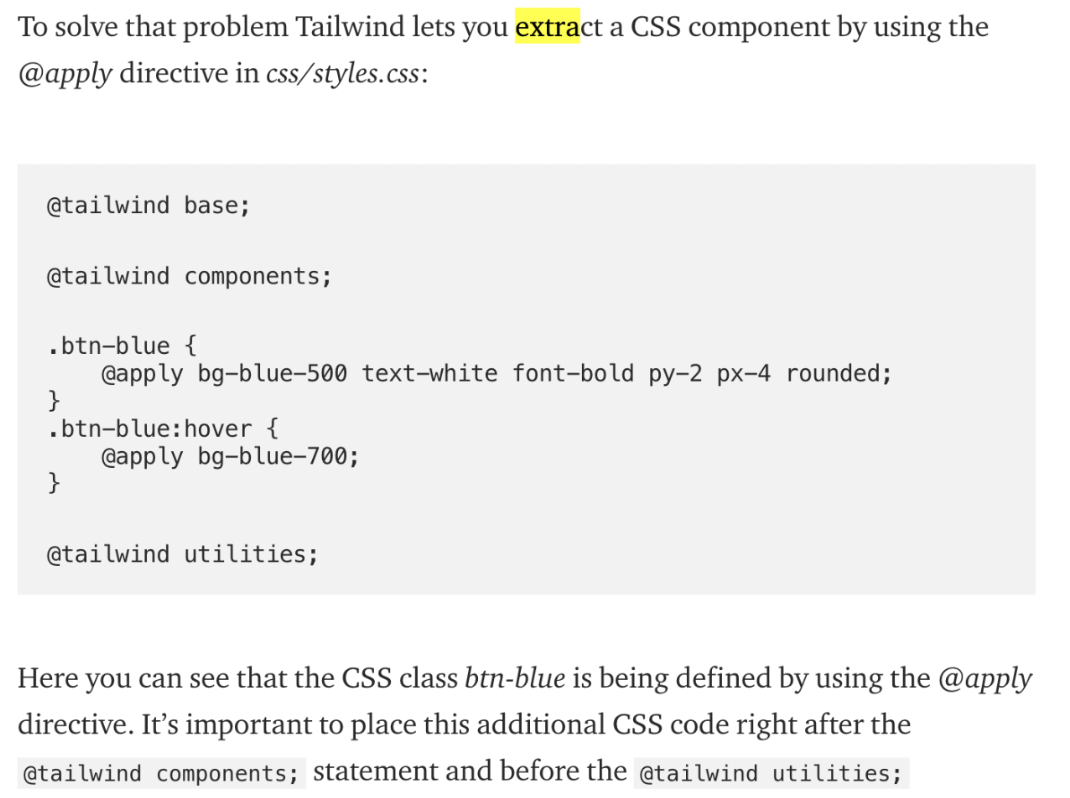 To solve that problem Tailwind lets you extract a CSS component by using the
@apply directive in css/styles.css:
@tailwind base;
@tailwind components;
.btn-blue {
    @apply bg-blue-500 text-white font-bold py-2 px-4 rounded;
}
.btn-blue:hover {
    @apply bg-blue-700;
}
@tailwind utilities;
Here you can see that the CSS class btn-blue is being defined by using the @apply
directive. It’s important to place this additional CSS code right after the
@tailwind components; statement and before the @tailwind utilities;